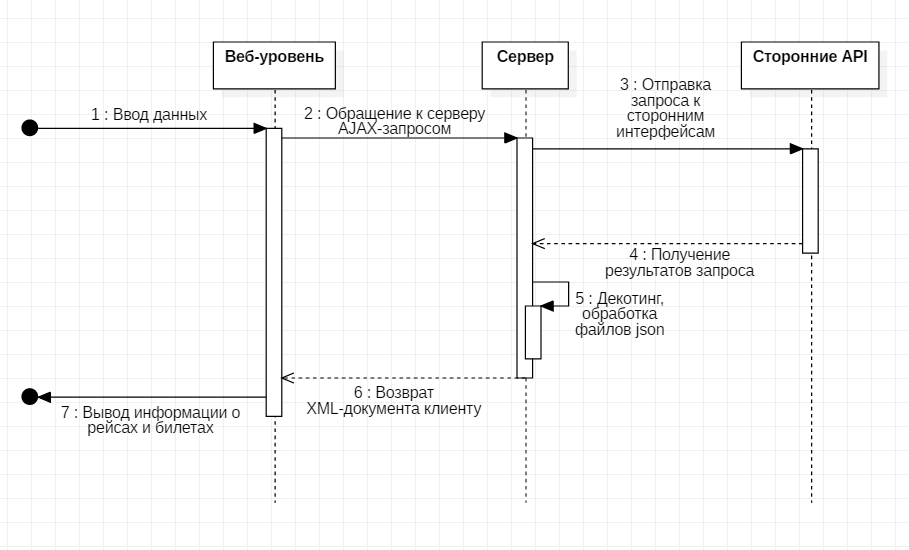 Веб-уровень
Сервер
Сторонние API
1 : Ввод данных
2 : Обращение к серверу
AJAX-запросом
3 : Отправка
запроса к
сторонним
интерфейсам
4 : Получение
результатов запроса
5 : Декотинг,
обработка
файлов json
6 : Возврат
XML-документа клиенту
7 : Вывод информации о
рейсах и билетах